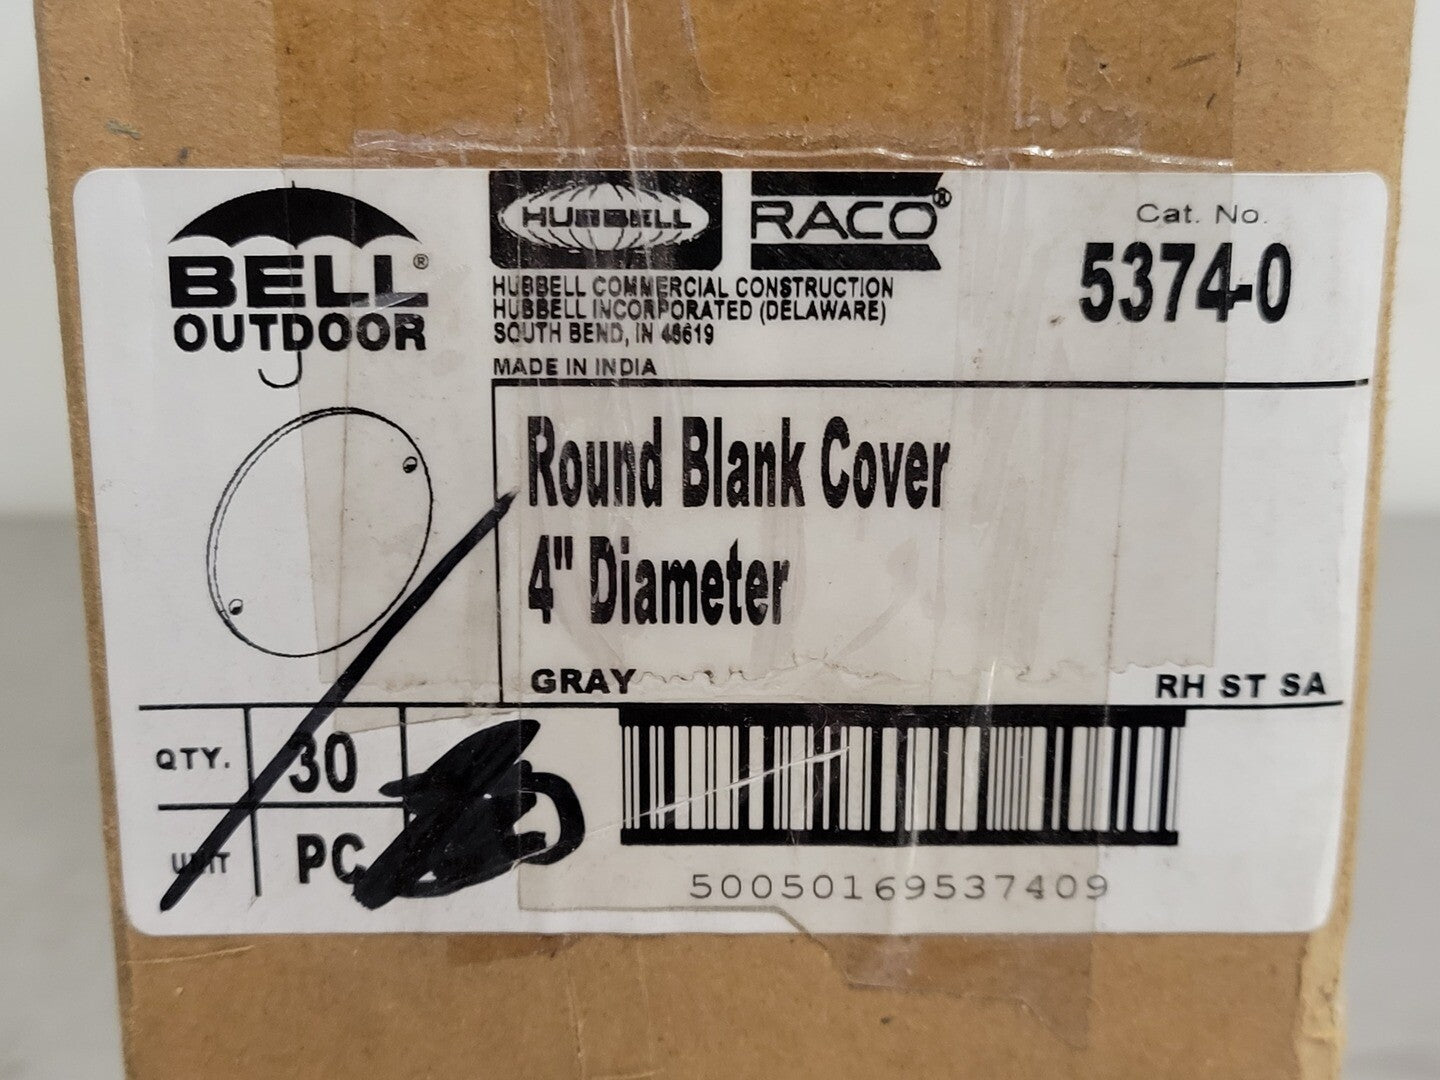 BELL®
OUTDOOR
HUBBELL
RACO®
HUBBELL COMMERCIAL CONSTRUCTION
HUBBELL INCORPORATED (DELAWARE)
SOUTH BEND, IN 46619
MADE IN INDIA
Cat. No.
5374-0
Round Blank Cover
4" Diameter
GRAY
RH ST SA
QTY. 30
UNIT PC
50050169537409